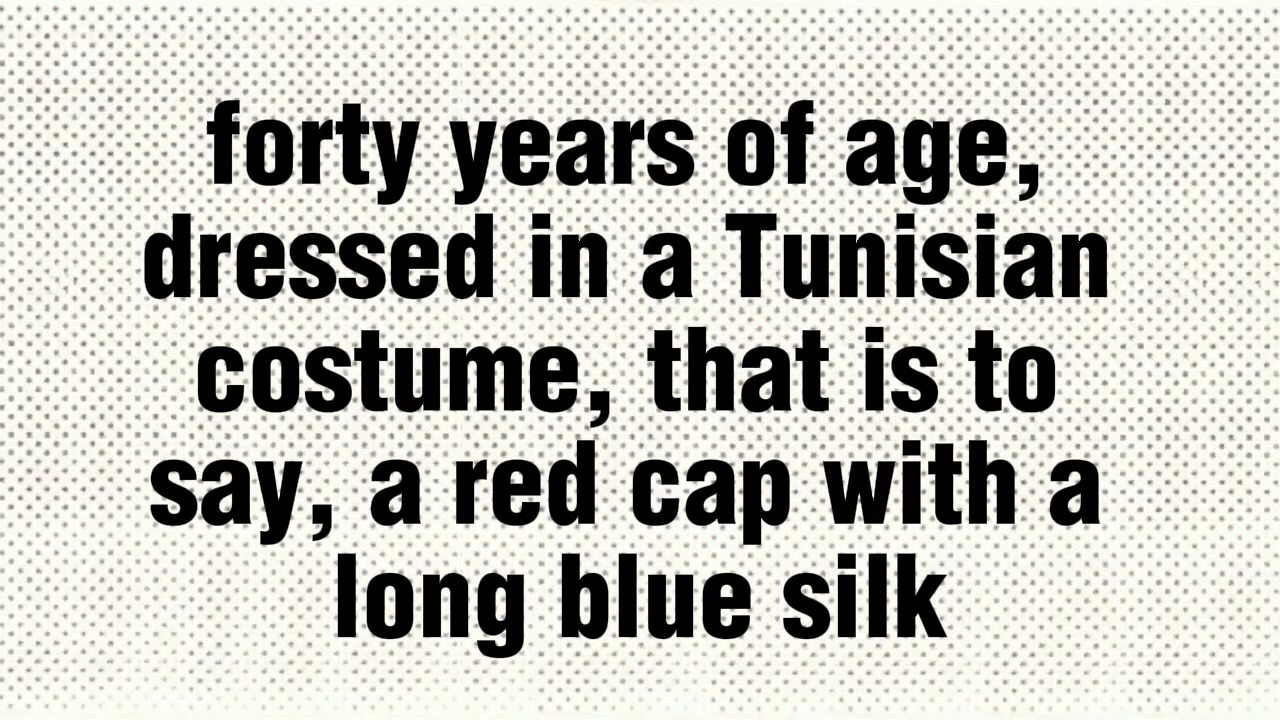 forty years of age,
dressed in a Tunisian
costume, that is to
say, a red cap with a
long blue silk